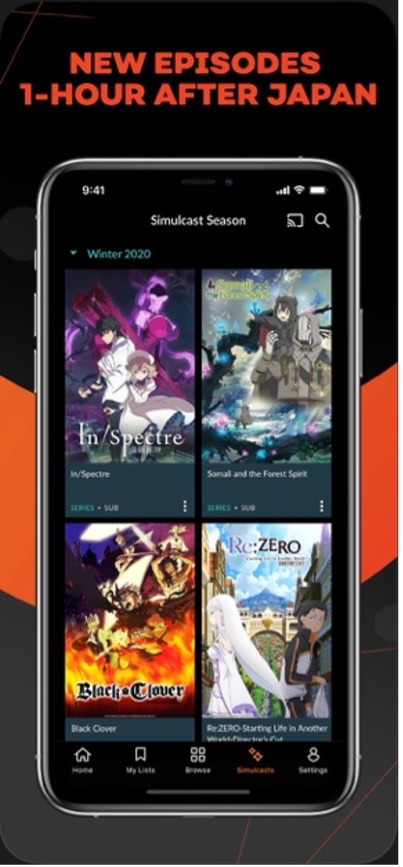 NEW EPISODES
1-HOUR AFTER JAPAN
9:41
Simulcast Season
Winter 2020
In/Spectre
Somali and
the Forest Spirit
In/Spectre
Somali and the Forest Spirit
SERIES • SUB
SERIES • SUB
Black Clover
Re:ZERO
Black Clover
Re:ZERO -Starting Life in Another
World-Director's Cut
Home
My Lists
Browse
Simulcasts
Settings